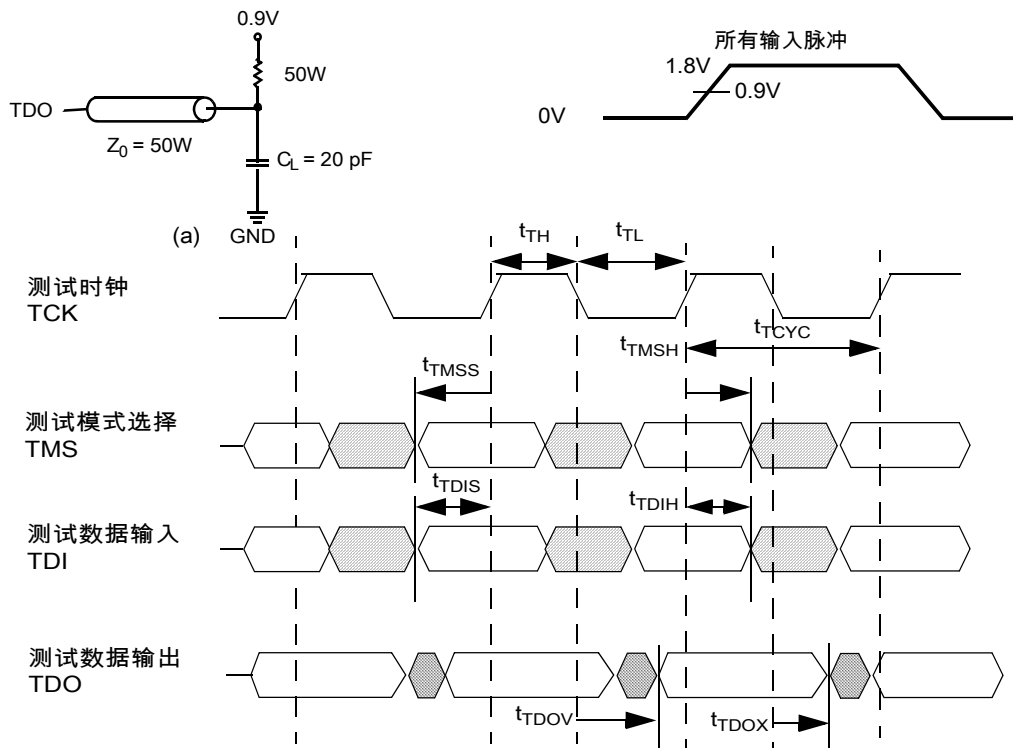 0.9V
50W
TDO
Z0 = 50W
CL = 20 pF
(a)
GND
所有输入脉冲
1.8V
0.9V
0V
tTH
tTL
测试时钟
TCK
tTMSH
tTCYC
tTMSS
测试模式选择
TMS
tTDIS
tTDIH
测试数据输入
TDI
测试数据输出
TDO
tTDOV
tTDOX